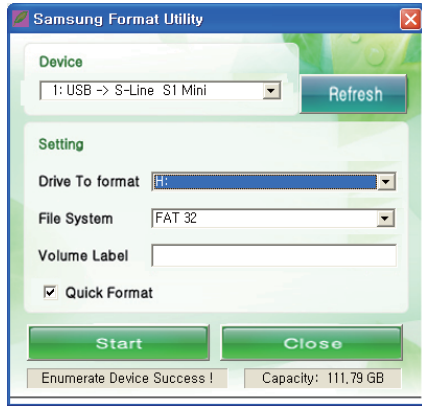 Samsung Format Utility
Device
1: USB -> S-Line S1 Mini
Refresh
Setting
Drive To format H:
File System FAT 32
Volume Label
Quick Format
Start Close
Enumerate Device Success ! Capacity: 111,79 GB